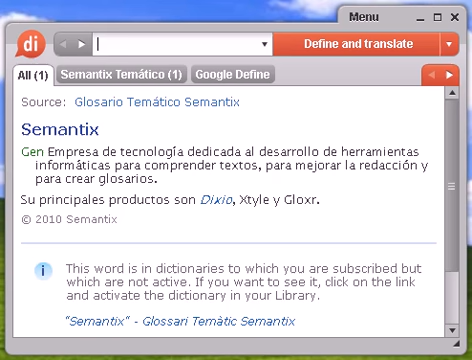 Menu
di
Define and translate
All (1)
Semantix Temático (1)
Google Define
Source: Glosario Temático Semantix
Semantix
Gen Empresa de tecnología dedicada al desarrollo de herramientas
informáticas para comprender textos, para mejorar la redacción y
para crear glosarios.
Su principales productos son Dixio, Xtyle y Gloxr.
© 2010 Semantix
i
This word is in dictionaries to which you are subscribed but
which are not active. If you want to see it, click on the link
and activate the dictionary in your Library.
"Semantix" - Glossari Temàtic Semantix